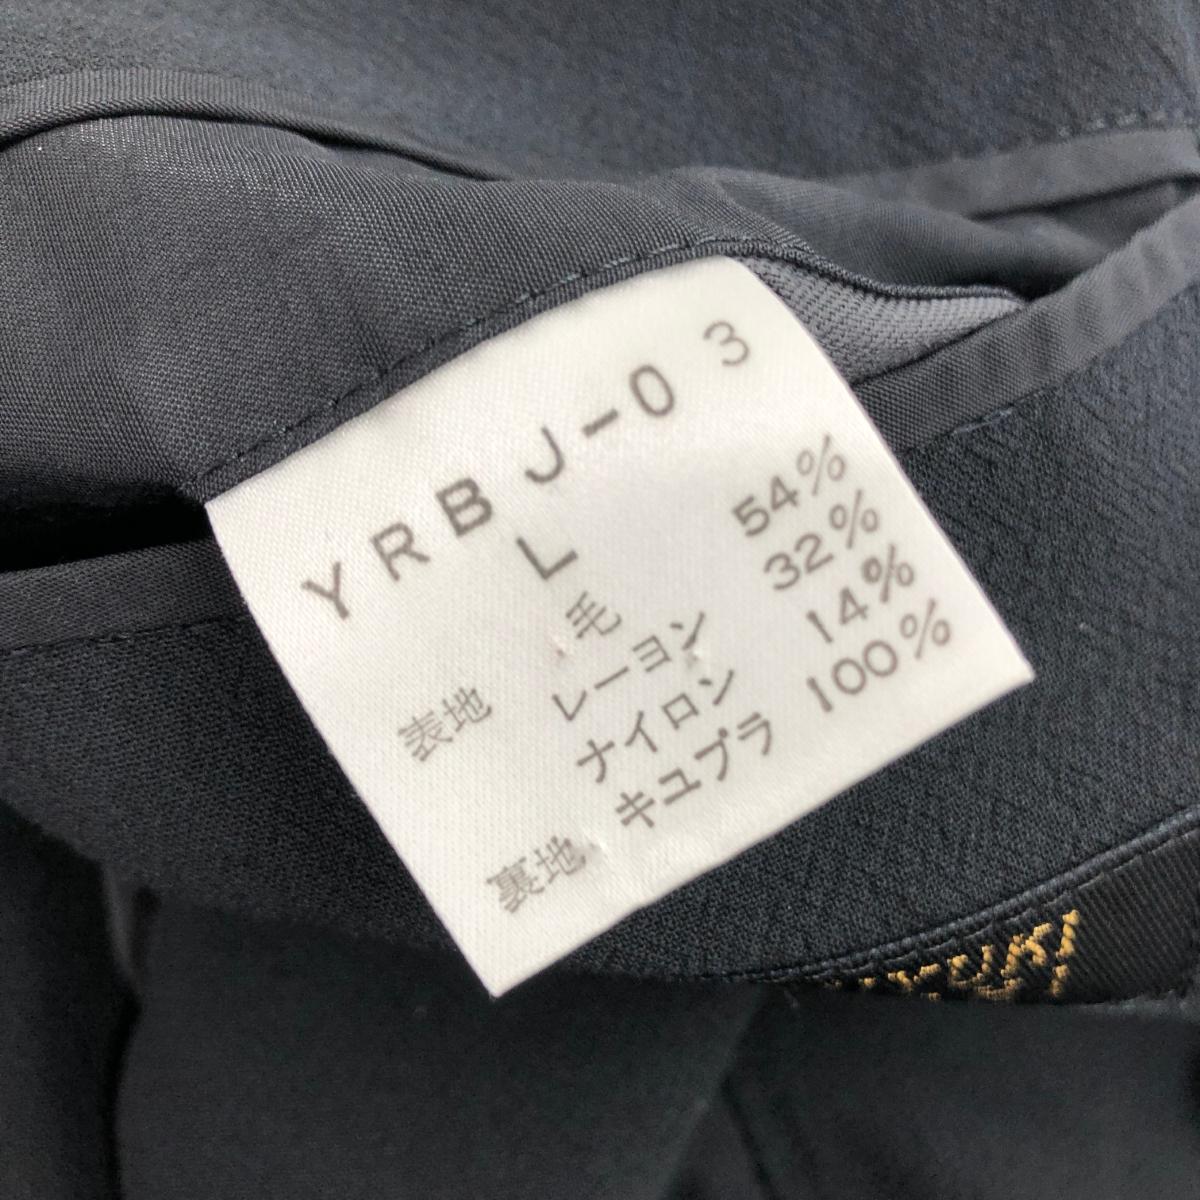 YRBJ-03
L
表地 毛 54%
レーヨン 32%
ナイロン 14%
裏地 キュプラ 100%